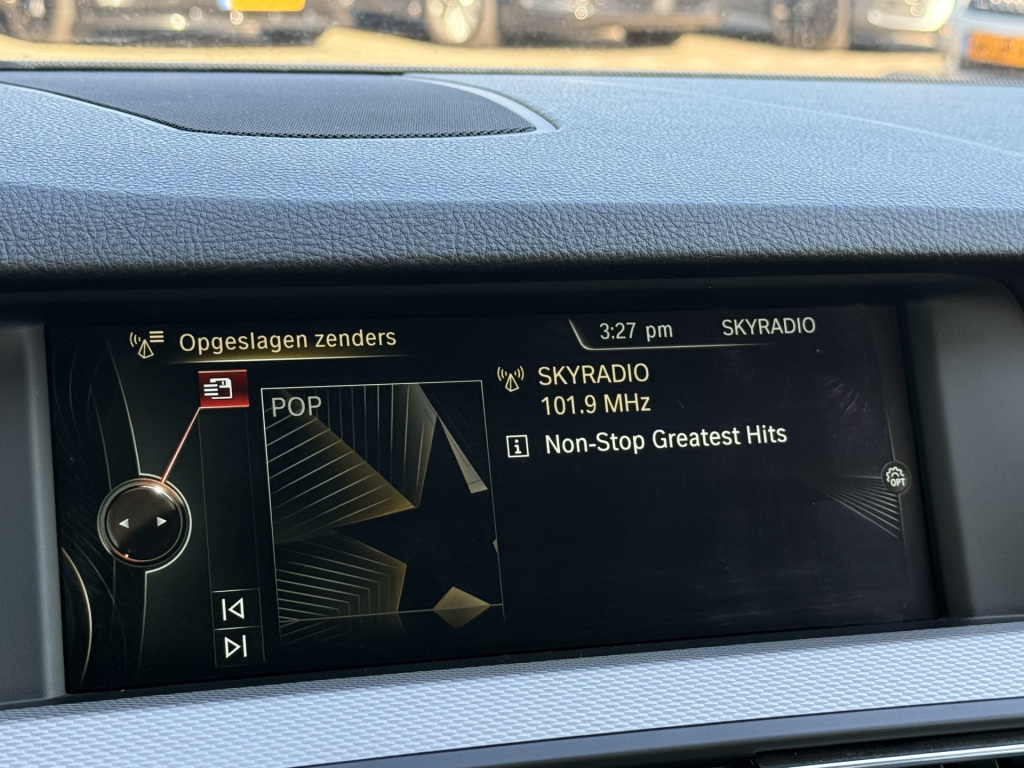 Opgeslagen zenders
3:27 pm
SKYRADIO
POP
SKYRADIO
101.9 MHz
i
Non-Stop Greatest Hits
OPT